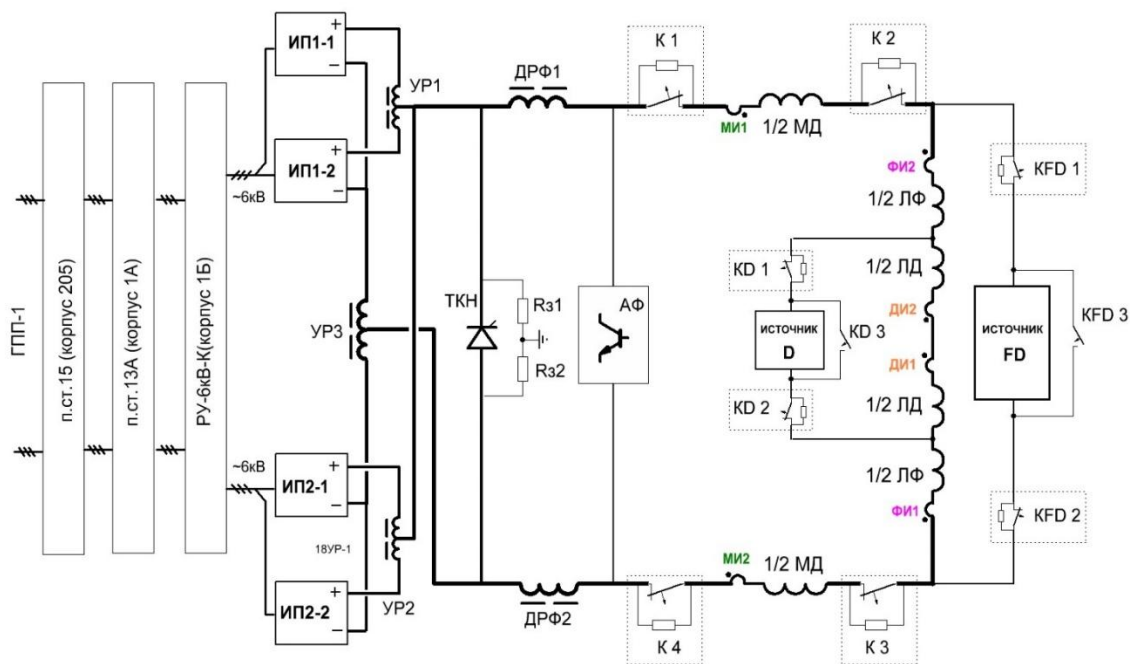 ГПП-1
п.ст.15 (корпус 205)
п.ст.13А (корпус 1А)
РУ-6кВ-К(корпус 1Б)
~6кВ
+
ИП1-1
−
+
ИП1-2
−
УР1
УР3
~6кВ
+
ИП2-1
−
+
ИП2-2
−
18УР-1
УР2
ДРФ1
ТКН
Rз1
Rз2
АФ
ДРФ2
К 1
МИ1
1/2 МД
К 2
ФИ2
1/2 ЛФ
KD 1
1/2 ЛД
ДИ2
источник
D
KD 3
ДИ1
KD 2
1/2 ЛД
1/2 ЛФ
ФИ1
МИ2
1/2 МД
К 4
К 3
KFD 1
источник
FD
KFD 3
KFD 2